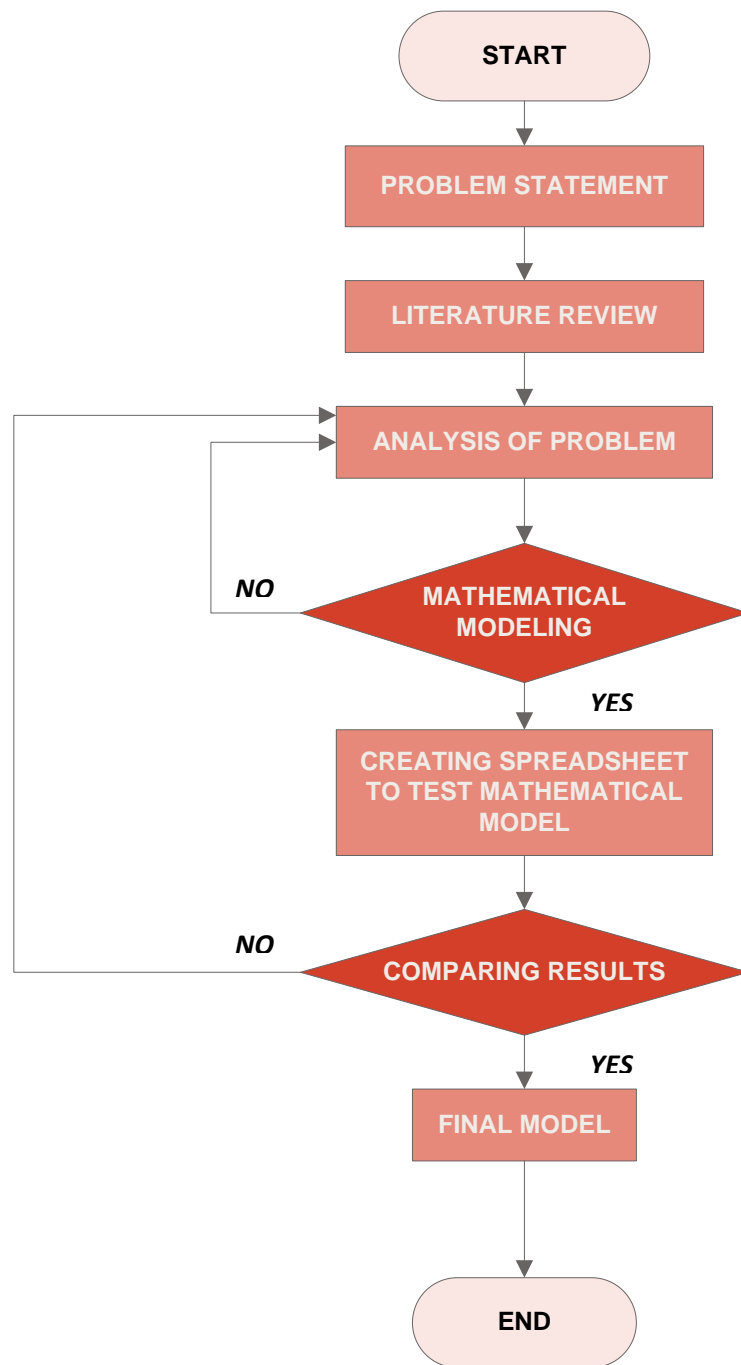 START
PROBLEM STATEMENT
LITERATURE REVIEW
ANALYSIS OF PROBLEM
NO
MATHEMATICAL
MODELING
YES
CREATING SPREADSHEET
TO TEST MATHEMATICAL
MODEL
NO
COMPARING RESULTS
YES
FINAL MODEL
END